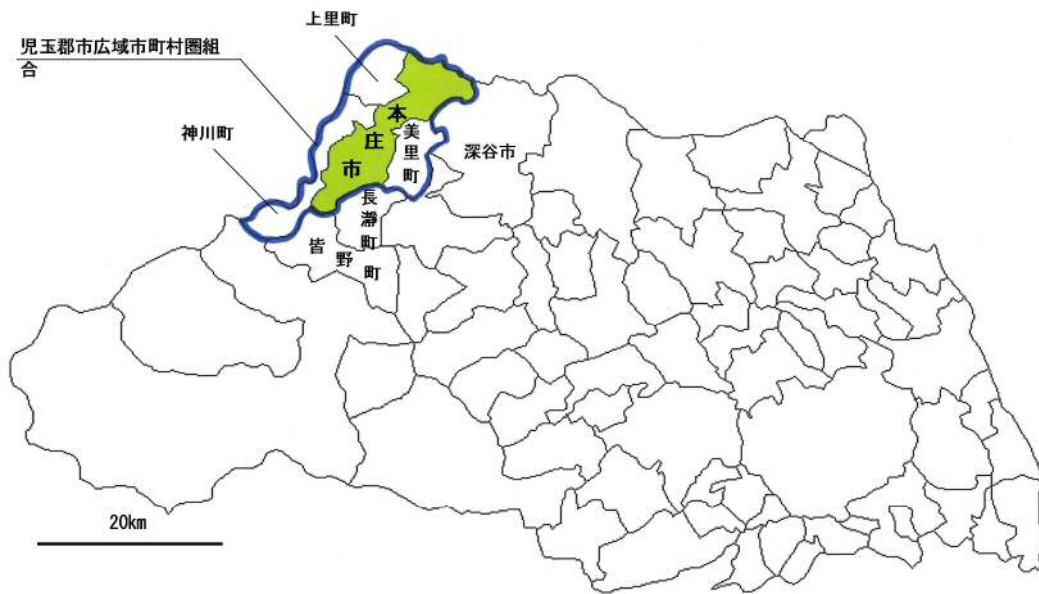 上里町
児玉郡市広域市町村圏組
合
神川町
本庄市
美里町
深谷市
長瀞町
皆野町
20km